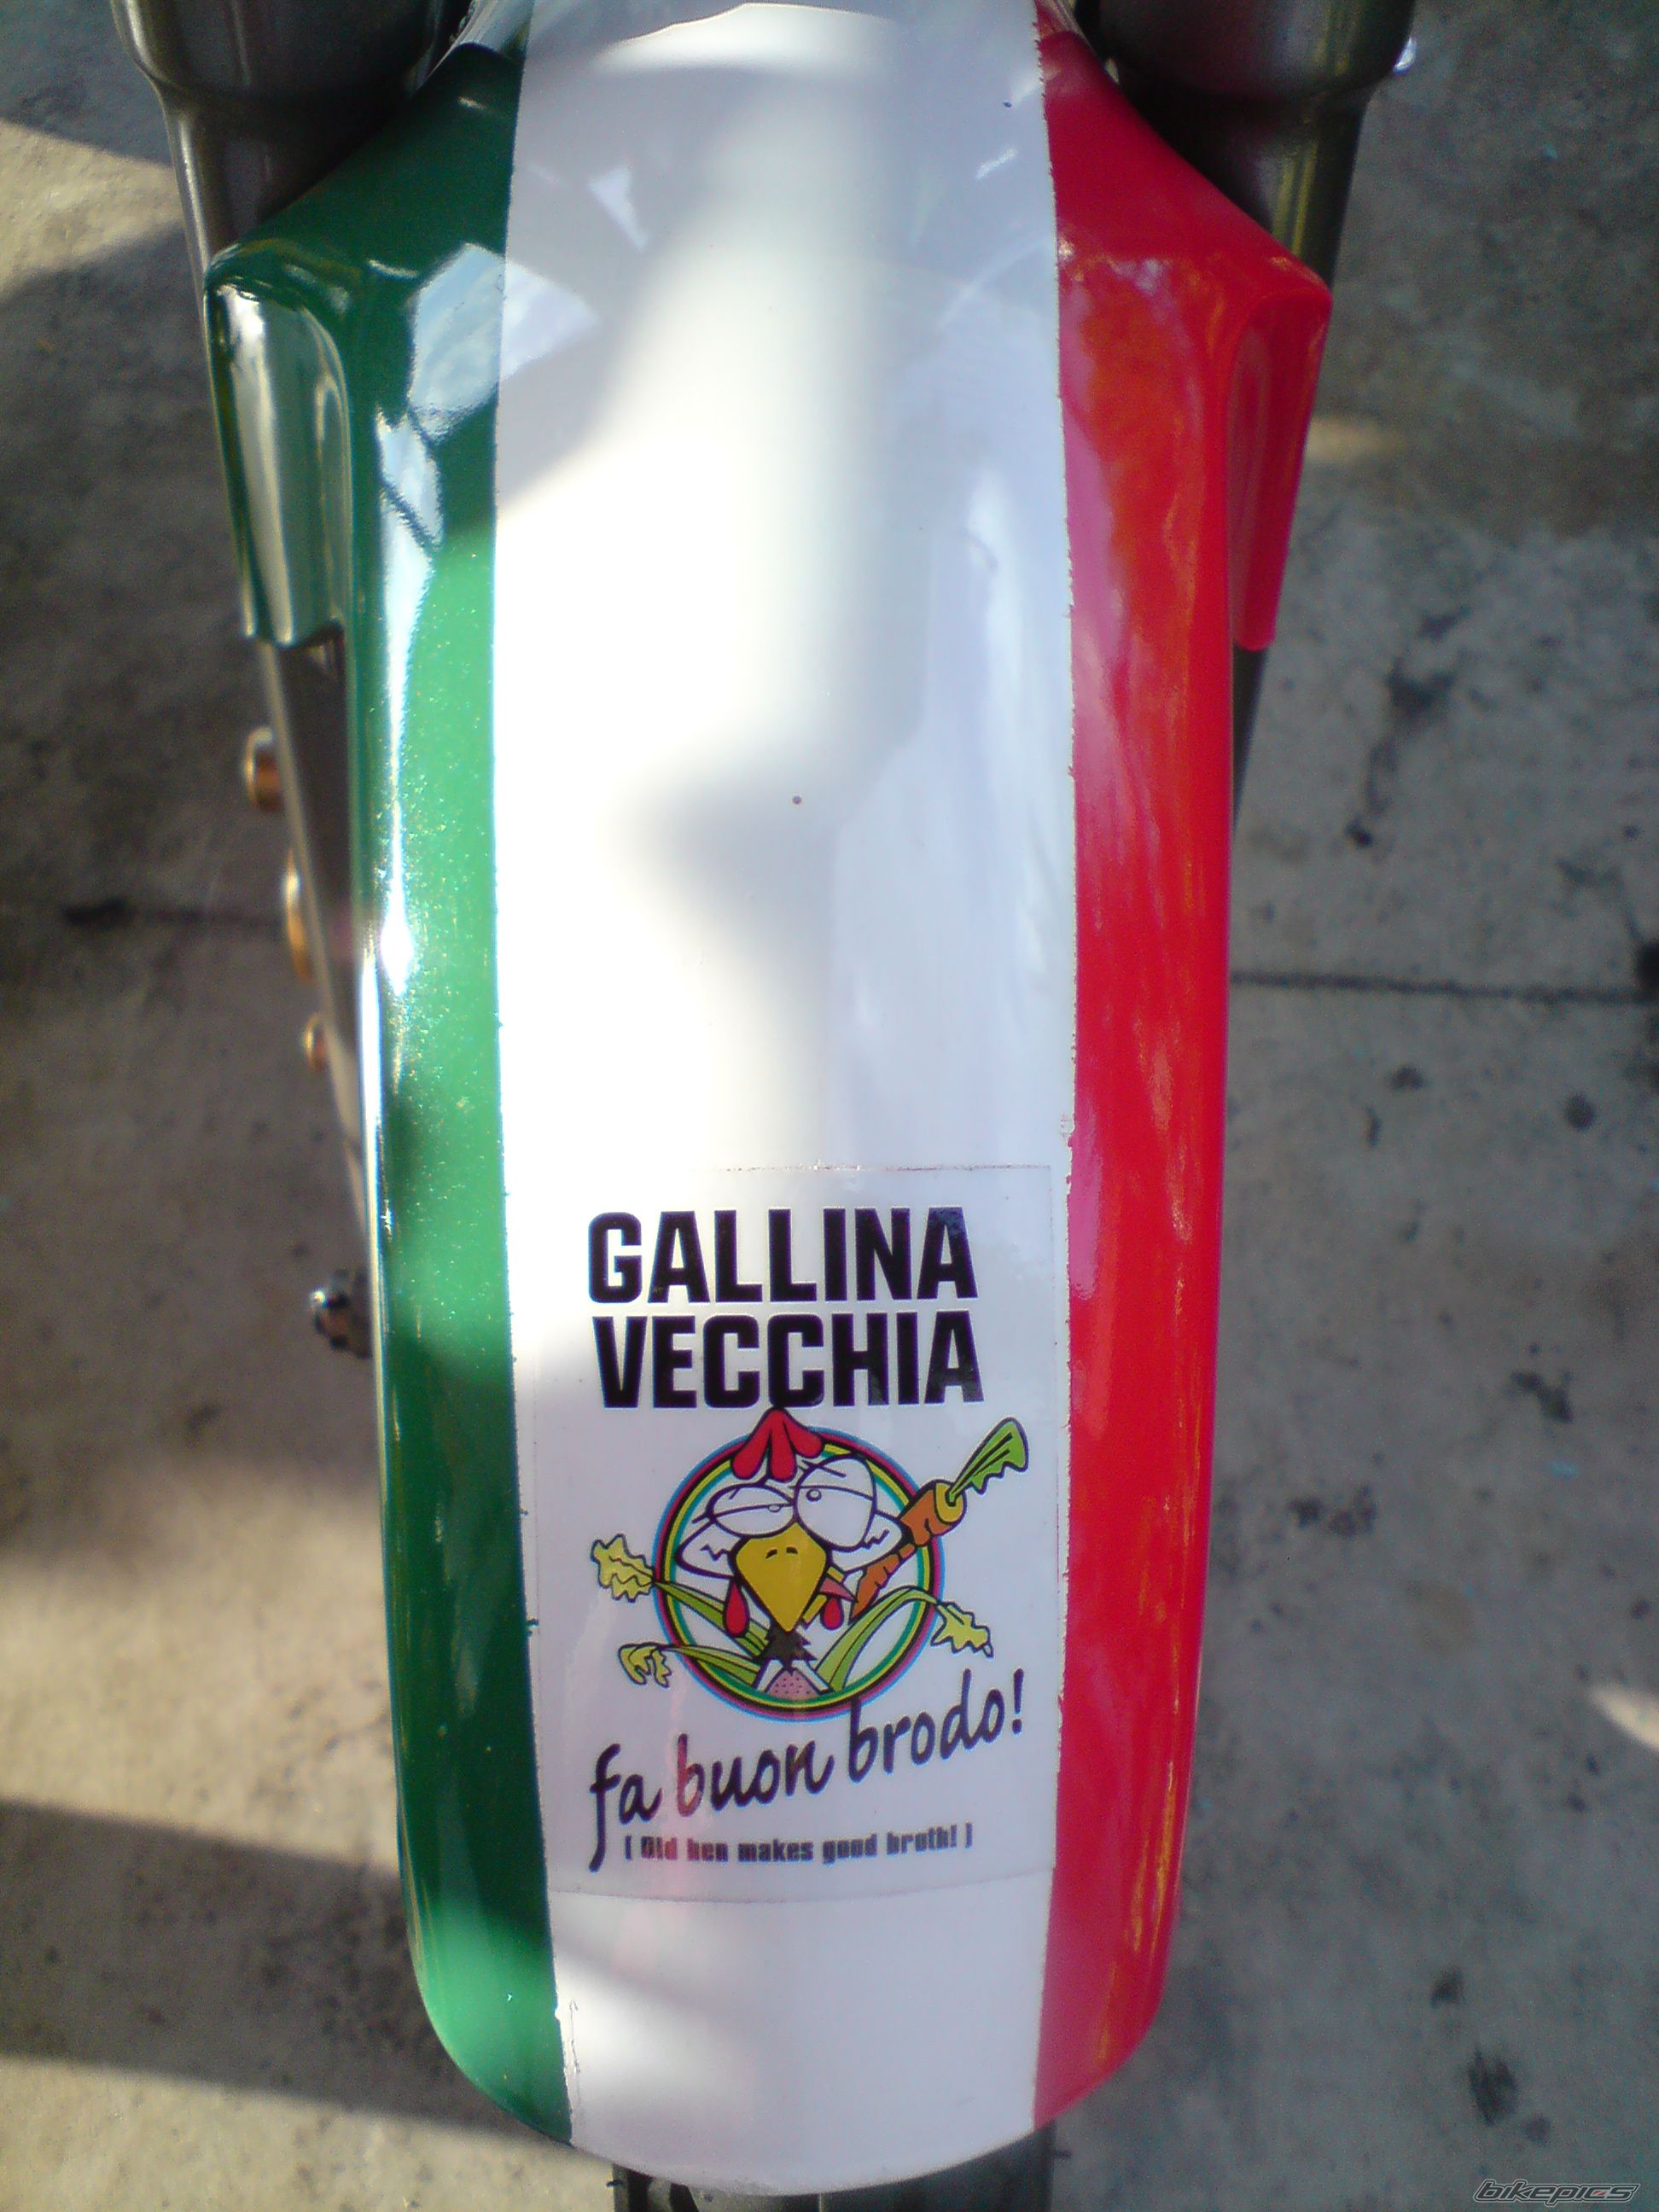 GALLINA
VECCHIA
fa buon brodo!
( Old hen makes good broth! )
bikepics